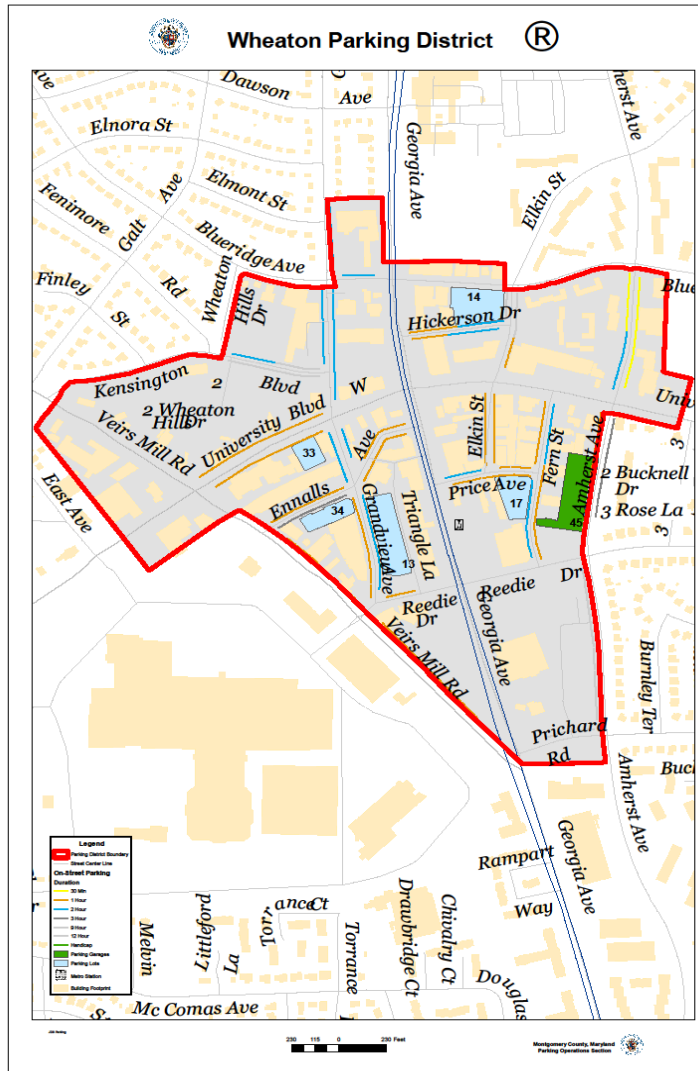 Wheaton Parking District
®
Dawson
Ave
Ave
Georgia Ave
Elnora St
Ave
Galt
Elmont St
Elkin St
Fenimore
Rd
Blueridge Ave
Finley
St
Wheaton
Hills
Dr
14
Hickerson Dr
Kensington
Blvd
2
2 Wheaton
Hills
Dr
W
University Blvd
Veirs Mill Rd
East Ave
Ave
Ennalls
33
34
Grandview
Ave
Triangle La
13
Elkin St
Price Ave
17
Fern St
Amherst Ave
45
2 Bucknell
Dr
3 Rose La
3
3
M
Reedie
Dr
Reedie
Dr
Georgia Ave
Veirs Mill Rd
Burnley Ter
Prichard
Rd
Amherst Ave
Georgia Ave
Rampart
Way
Legend
Parking District Boundary
Street Center Line
On-Street Parking
Duration
30 Min
1 Hour
2 Hour
3 Hour
9 Hour
12 Hour
Handicap
Parking Garages
Parking Lots
Metro Station
Building Footprint
Melvin
Littleford
La
Torrance Ct
Torrance
Drawbridge Ct
Chivalry Ct
Douglas
Mc Comas Ave
230 115 0 230 Feet
Montgomery County, Maryland
Parking Operations Section